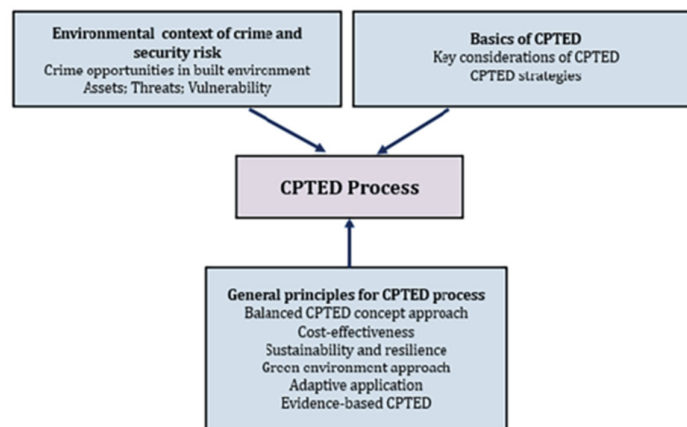 Environmental context of crime and
security risk
Crime opportunities in built environment
Assets; Threats; Vulnerability
Basics of CPTED
Key considerations of CPTED
CPTED strategies
CPTED Process
General principles for CPTED process
Balanced CPTED concept approach
Cost-effectiveness
Sustainability and resilience
Green environment approach
Adaptive application
Evidence-based CPTED